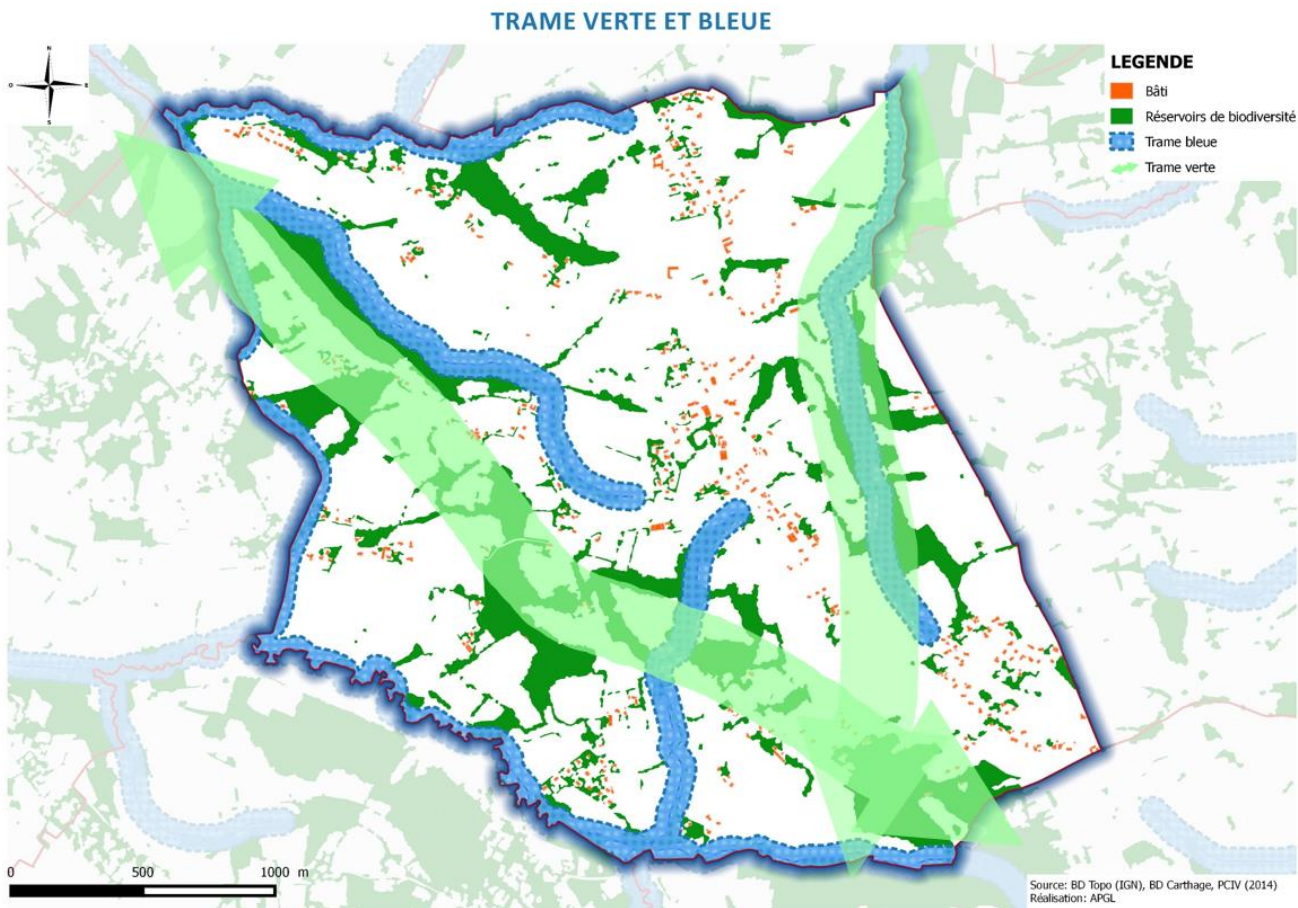 TRAME VERTE ET BLEUE
N
O
E
S
LEGENDE
Bâti
Réservoirs de biodiversité
Trame bleue
Trame verte
0 500 1000 m
Source: BD Topo (IGN), BD Carthage, PCIV (2014)
Réalisation: APGL